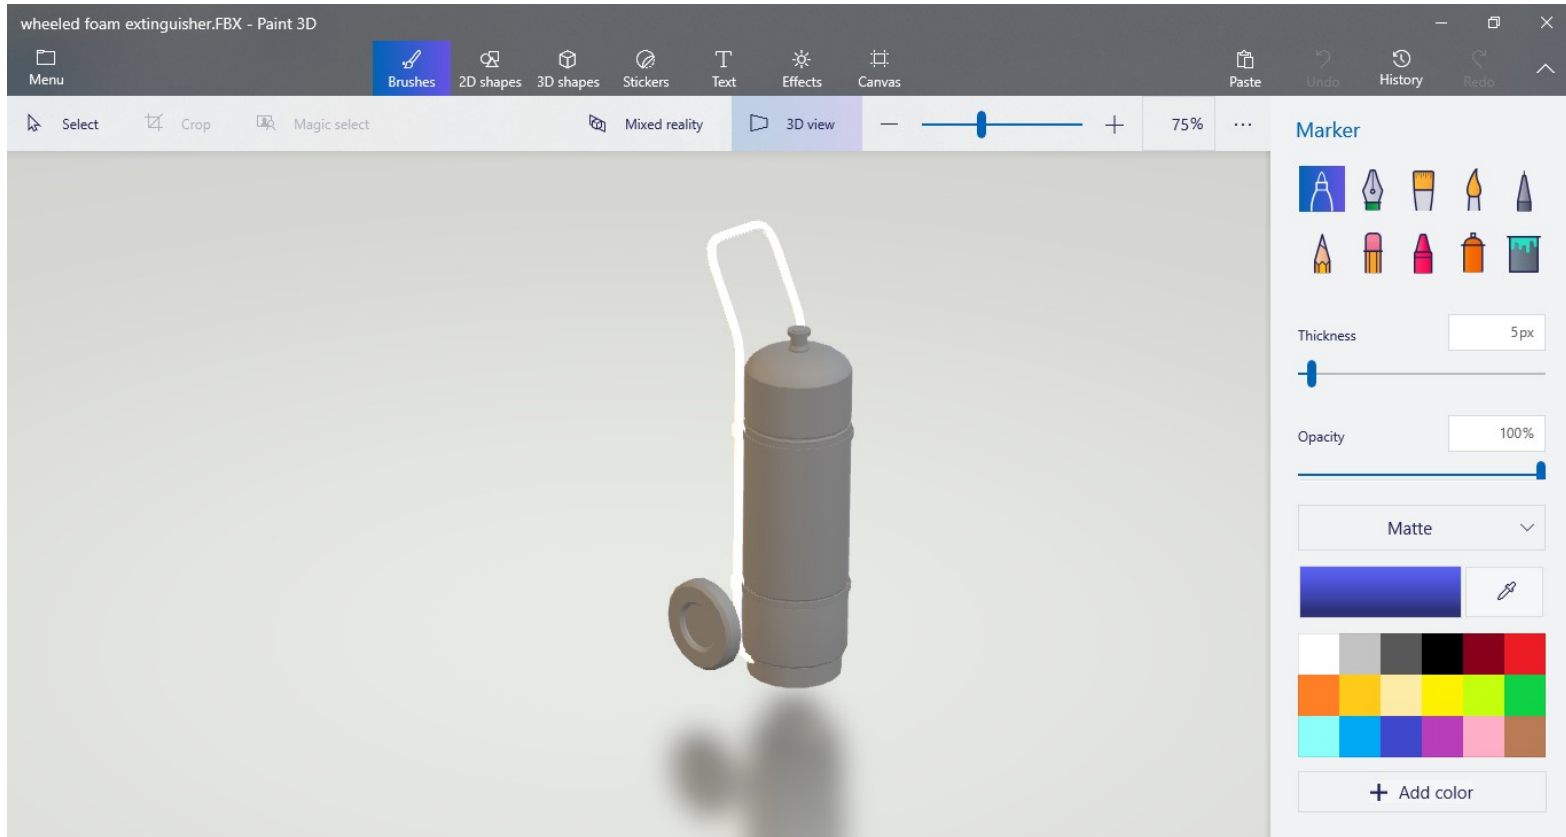 wheeled foam extinguisher.FBX - Paint 3D
Menu
Brushes
2D shapes
3D shapes
Stickers
Text
Effects
Canvas
Paste
Undo
History
Redo
Select
Crop
Magic select
Mixed reality
3D view
75%
Marker
Thickness
5px
Opacity
100%
Matte
Add color